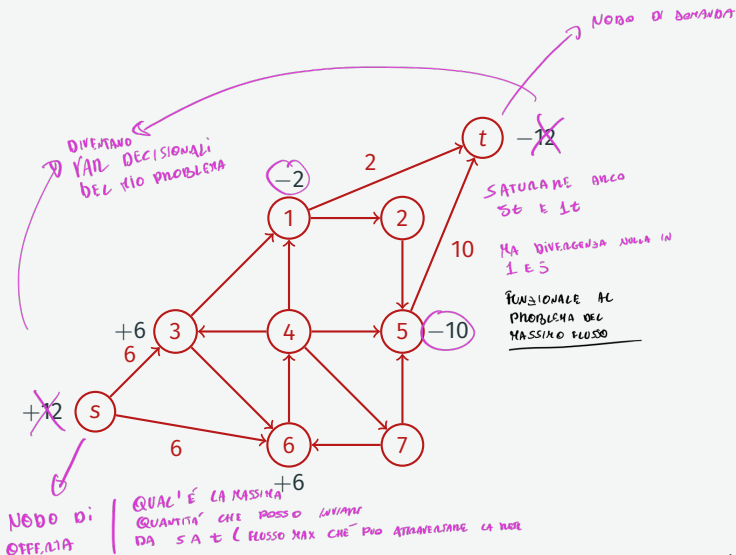 NODO DI DOMANDA
t
-12
DIVENTANO
VAR DECISIONALI
DEL MIO PROBLEMA
2
-2
1
2
SATURARE ARCO
5t E 1t
10
MA DIVERGENZA NULLA IN
1 E 5
FUNZIONALE AL
PROBLEMA DEL
MASSIMO FLUSSO
+6
3
4
5
-10
6
+12
s
6
6
7
+6
NODO DI
OFFERTA
QUAL'É LA MASSIMA
QUANTITA' CHE POSSO INVIARE
DA S A t ( FLUSSO MAX CHE PUO ATTRAVERSARE LA RETE